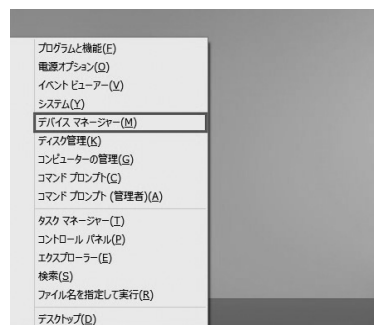 プログラムと機能(F)
電源オプション(O)
イベント ビューアー(V)
システム(Y)
デバイス マネージャー(M)
ディスク管理(K)
コンピューターの管理(G)
コマンド プロンプト(C)
コマンド プロンプト (管理者)(A)
タスク マネージャー(T)
コントロール パネル(P)
エクスプローラー(E)
検索(S)
ファイル名を指定して実行(R)
デスクトップ(D)